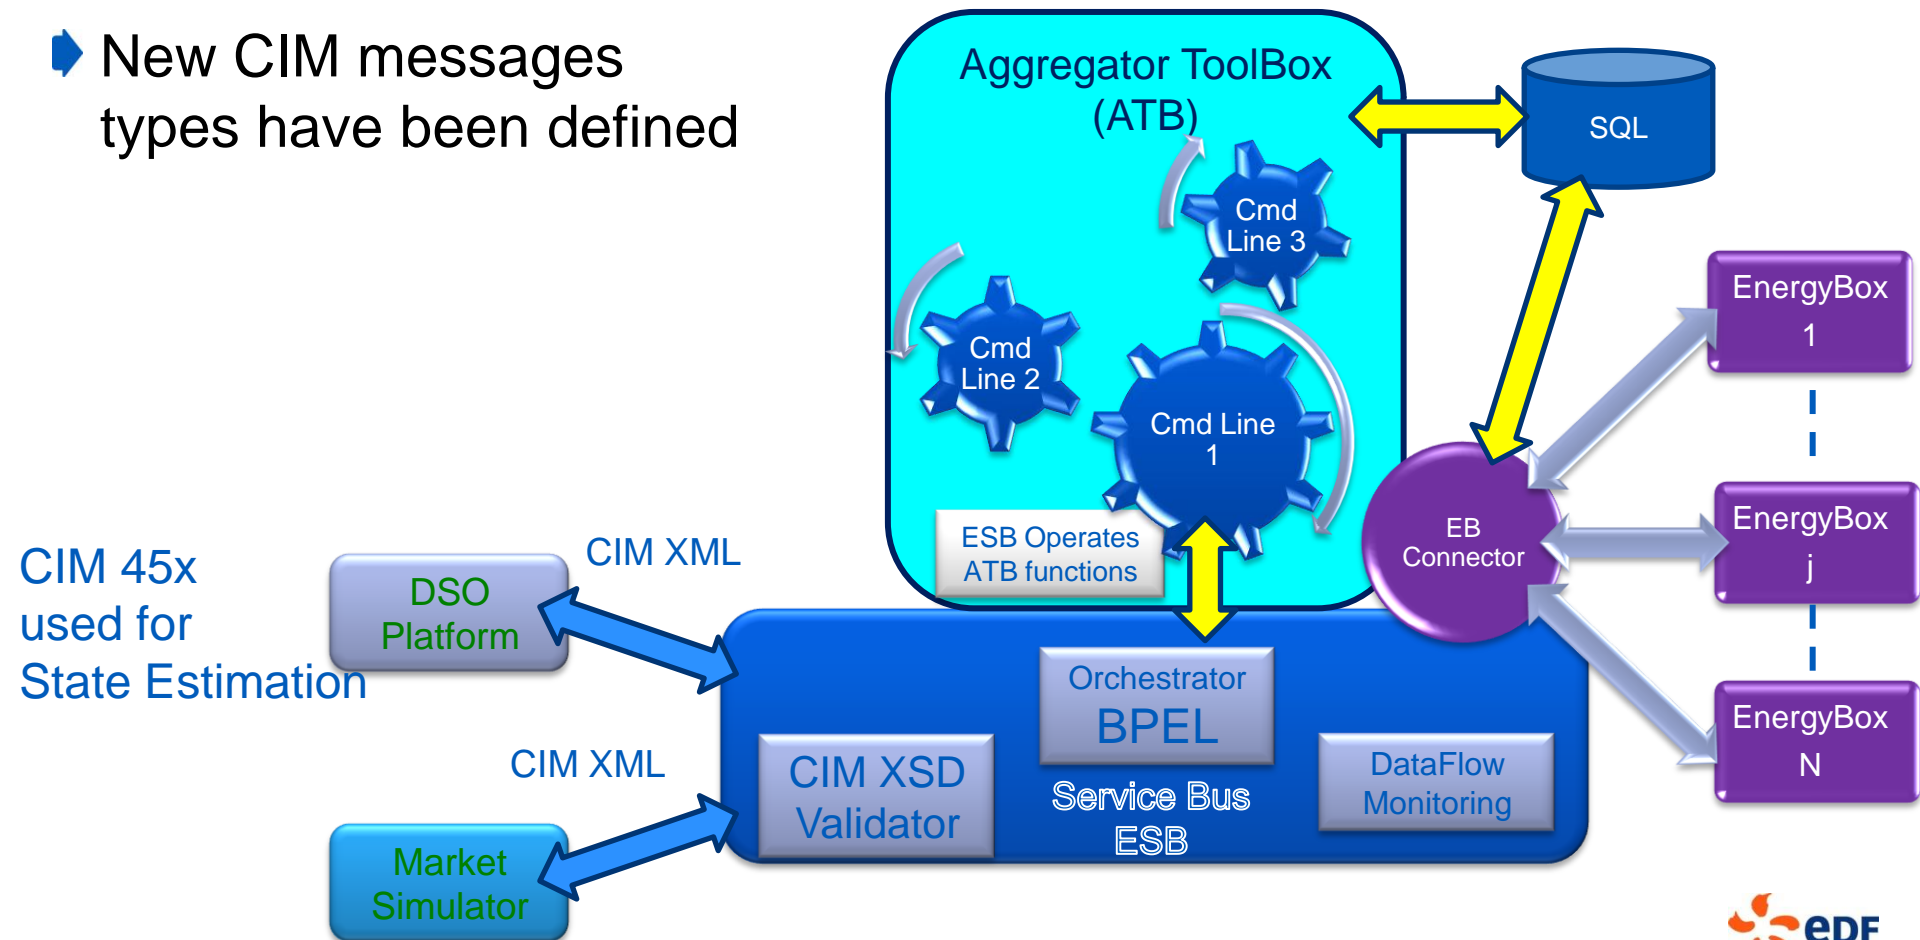 New CIM messages
types have been defined
Aggregator ToolBox
(ATB)
SQL
Cmd
Line 3
Cmd
Line 2
Cmd Line
1
ESB Operates
ATB functions
EB
Connector
EnergyBox
1
EnergyBox
j
EnergyBox
N
CIM 45x
used for
State Estimation
DSO
Platform
CIM XML
CIM XML
Market
Simulator
Orchestrator
BPEL
CIM XSD
Validator
Service Bus
ESB
DataFlow
Monitoring
eDF